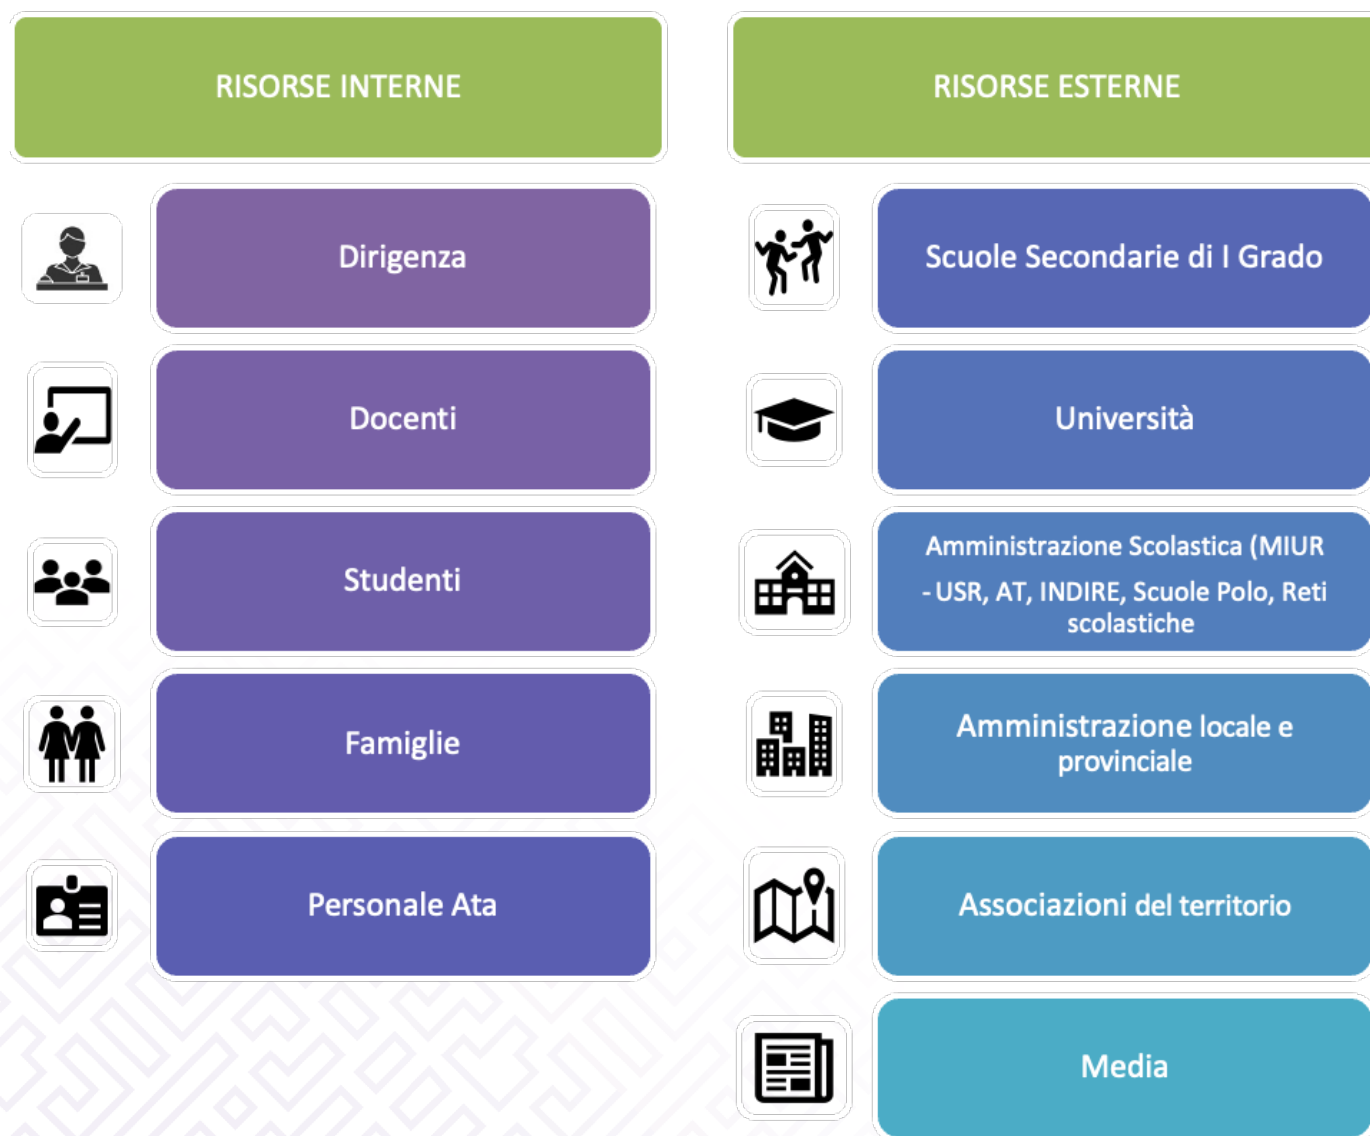 RISORSE INTERNE
Dirigenza
Docenti
Studenti
Famiglie
Personale Ata
RISORSE ESTERNE
Scuole Secondarie di I Grado
Università
Amministrazione Scolastica (MIUR
- USR, AT, INDIRE, Scuole Polo, Reti
scolastiche
Amministrazione locale e
provinciale
Associazioni del territorio
Media